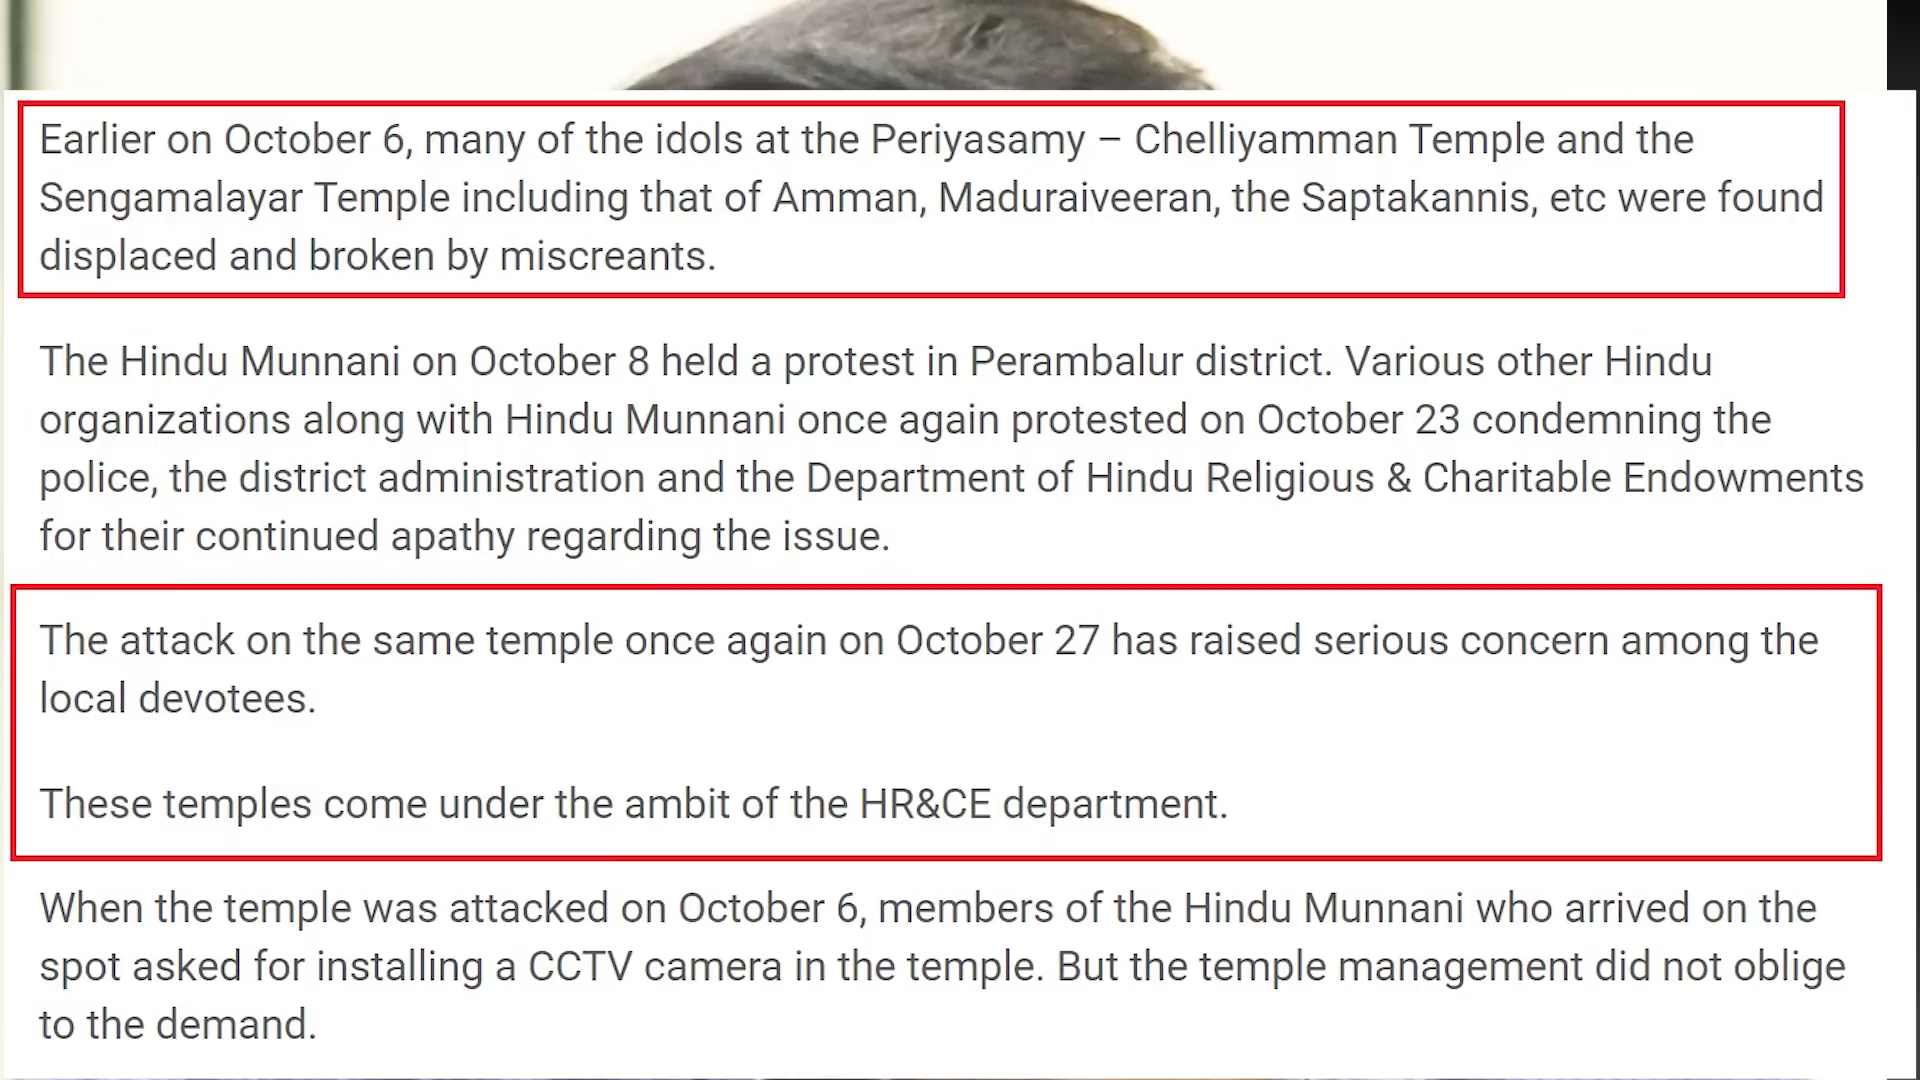 Earlier on October 6, many of the idols at the Periyasamy – Chelliyamman Temple and the
Sengamalayar Temple including that of Amman, Maduraiveeran, the Saptakannis, etc were found
displaced and broken by miscreants.
The Hindu Munnani on October 8 held a protest in Perambalur district. Various other Hindu
organizations along with Hindu Munnani once again protested on October 23 condemning the
police, the district administration and the Department of Hindu Religious & Charitable Endowments
for their continued apathy regarding the issue.
The attack on the same temple once again on October 27 has raised serious concern among the
local devotees.
These temples come under the ambit of the HR&CE department.
When the temple was attacked on October 6, members of the Hindu Munnani who arrived on the
spot asked for installing a CCTV camera in the temple. But the temple management did not oblige
to the demand.